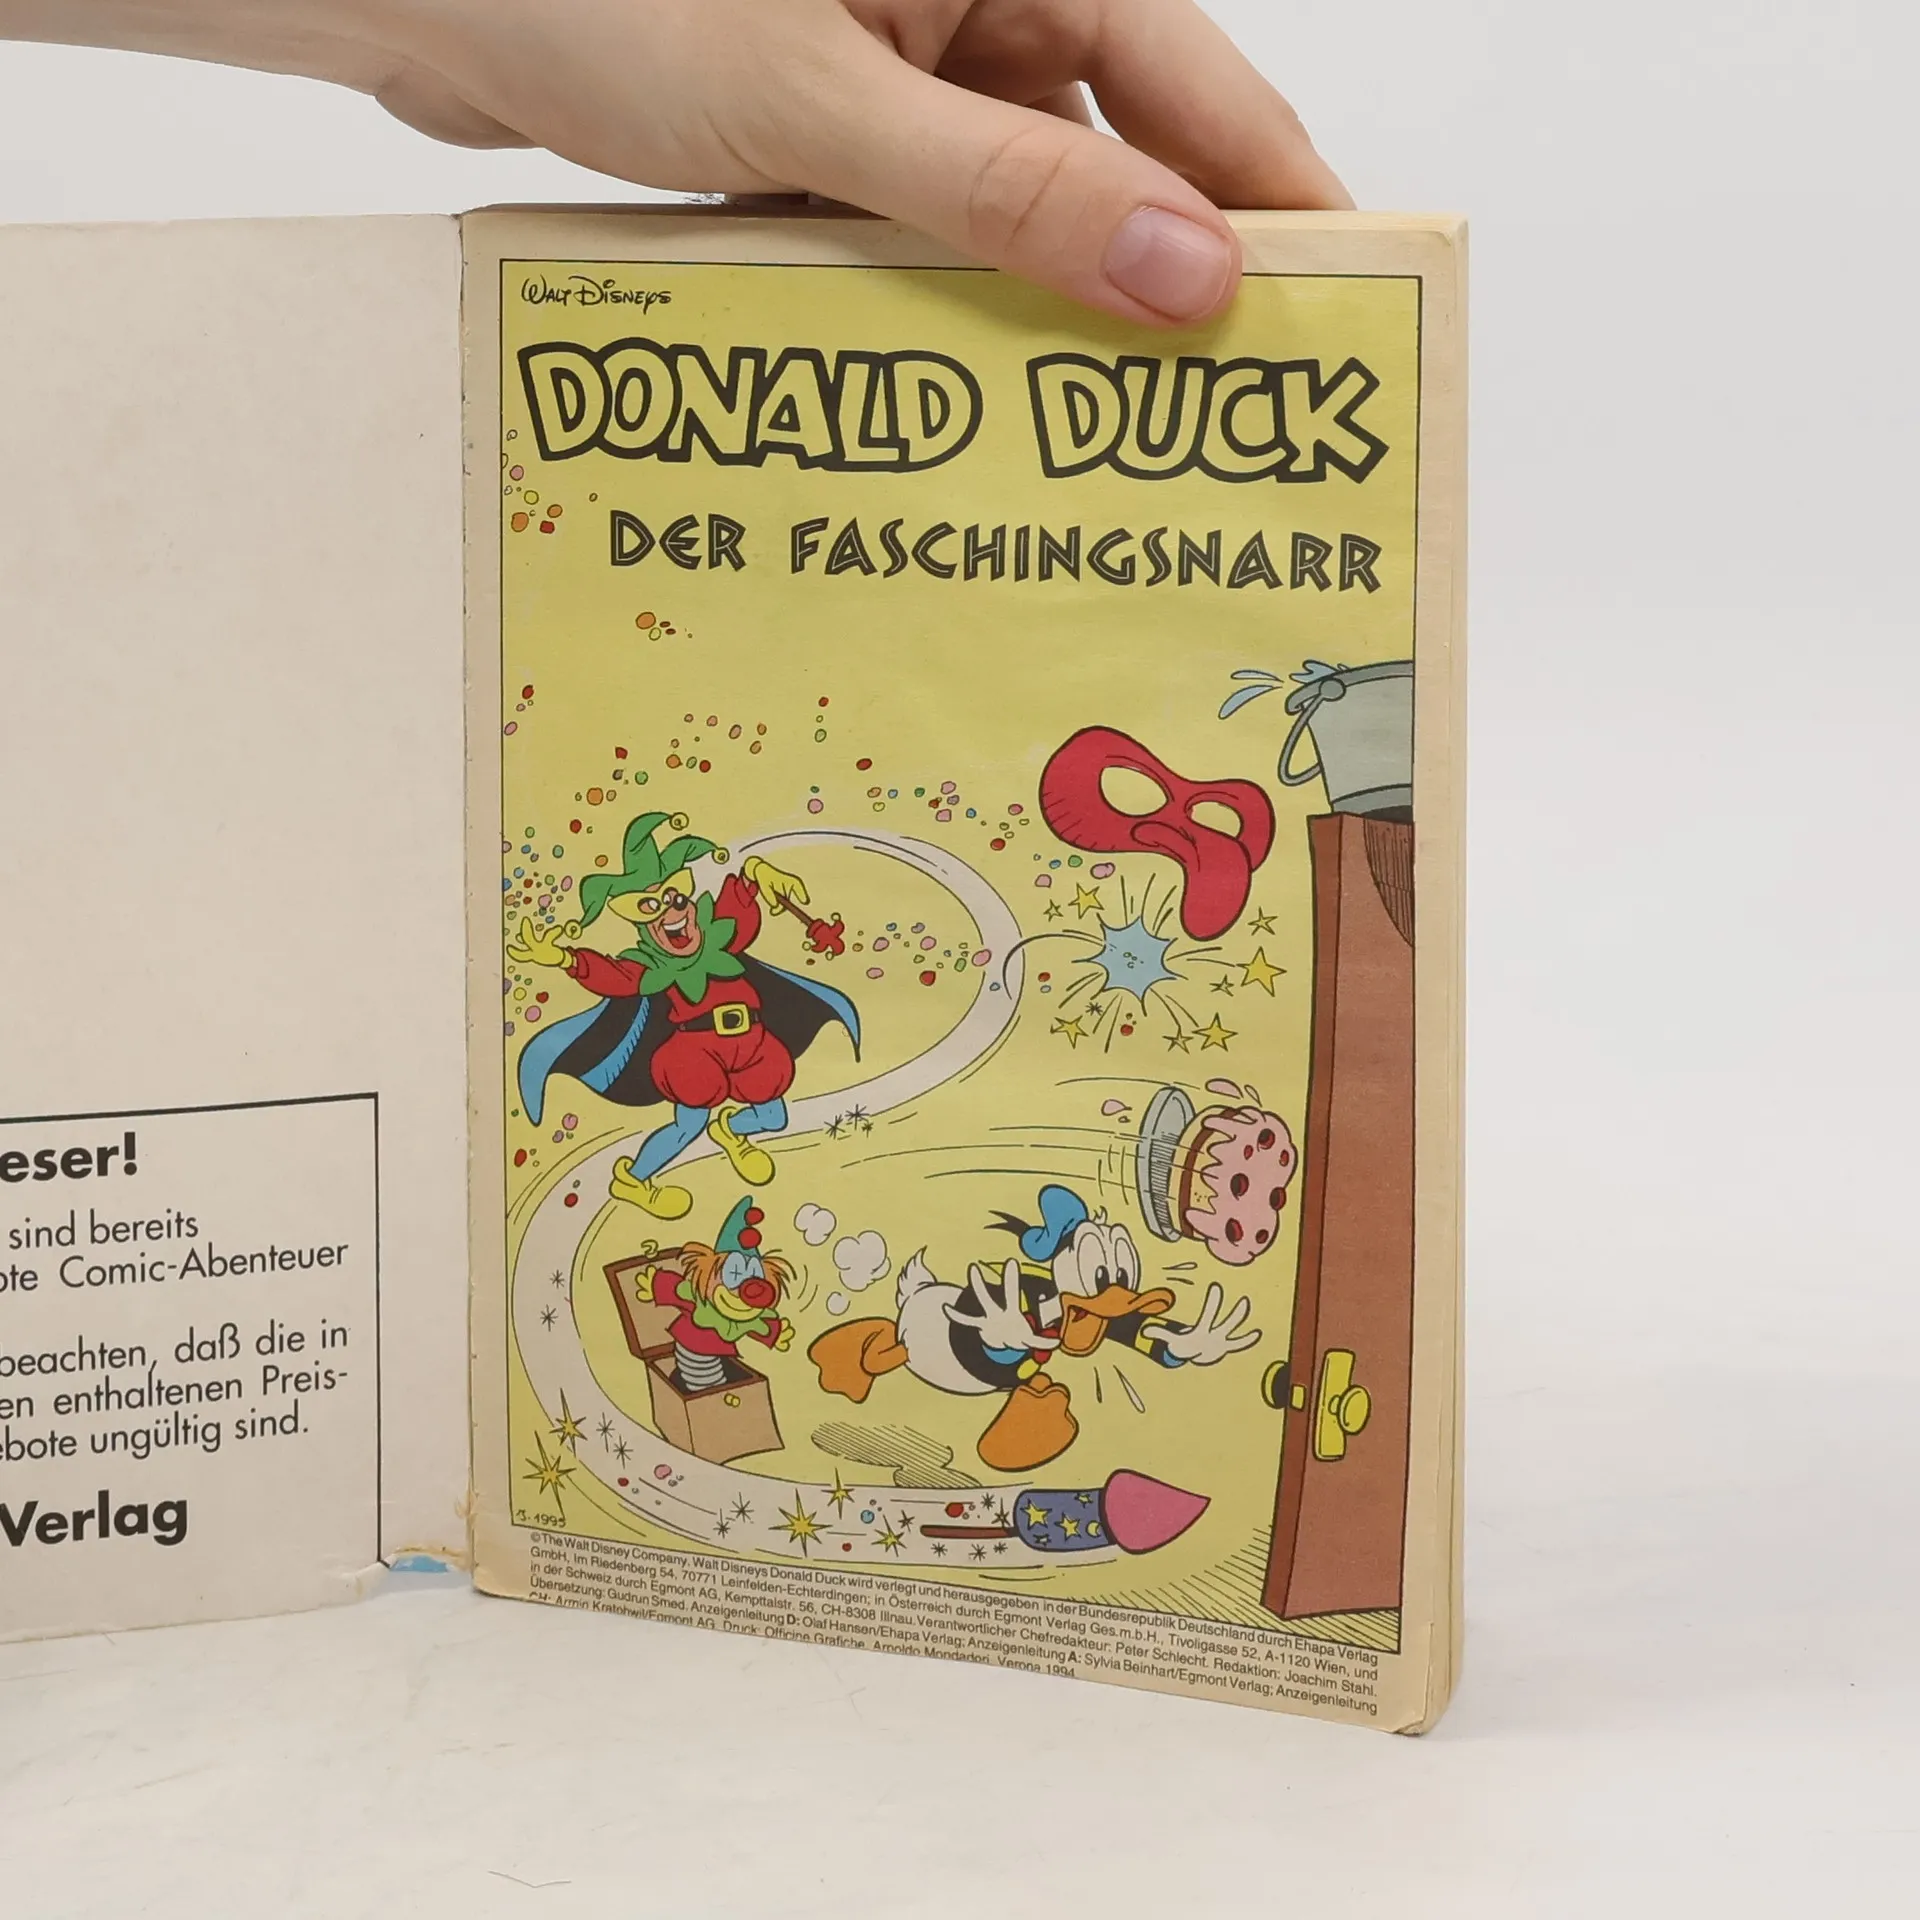 eser!
sind bereits
te Comic-Abenteuer
beachten, daß die in
en enthaltenen Preis-
bote ungültig sind.
Verlag
WALT DISNEYS
DONALD DUCK
DER FASCHINGSNARR
©The Walt Disney Company. Walt Disneys Donald Duck wird verlegt und herausgegeben in der Bundesrepublik Deutschland durch Ehapa Verlag
GmbH, Im Riedenberg 54, 70771 Leinfelden-Echterdingen; in Österreich durch Egmont Verlag Ges.m.b.H., Tivoligasse 52, A-1120 Wien, und
in der Schweiz durch Egmont AG, Kempttalstr. 56, CH-8308 Illnau. Verantwortlicher Chefredakteur: Peter Schlecht. Redaktion: Joachim Stahl.
Übersetzung: Gudrun Smed. Anzeigenleitung D: Olaf Hansen/Ehapa Verlag; Anzeigenleitung A: Sylvia Beinhart/Egmont Verlag; Anzeigenleitung
CH: Armin Kratohwil/Egmont AG. Druck: Officine Grafiche, Arnoldo Mondadori, Verona 1994